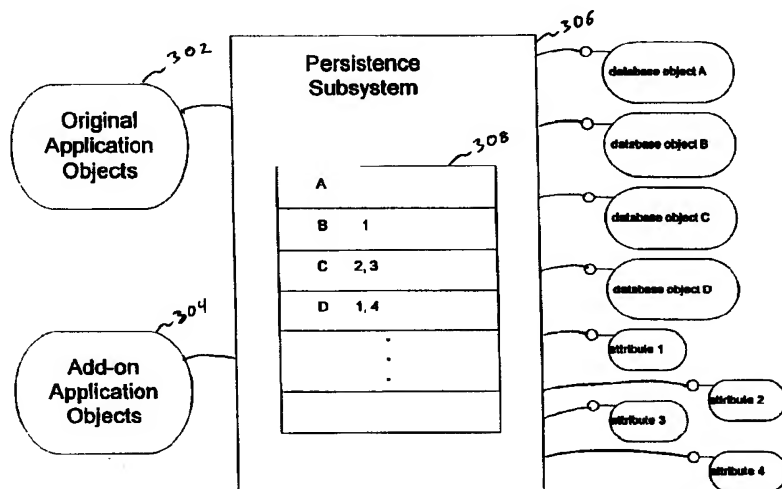 302
Original
Application
Objects
304
Add-on
Application
Objects
306
Persistence
Subsystem
308
A
B 1
C 2, 3
D 1, 4
database object A
database object B
database object C
database object D
attribute 1
attribute 2
attribute 3
attribute 4